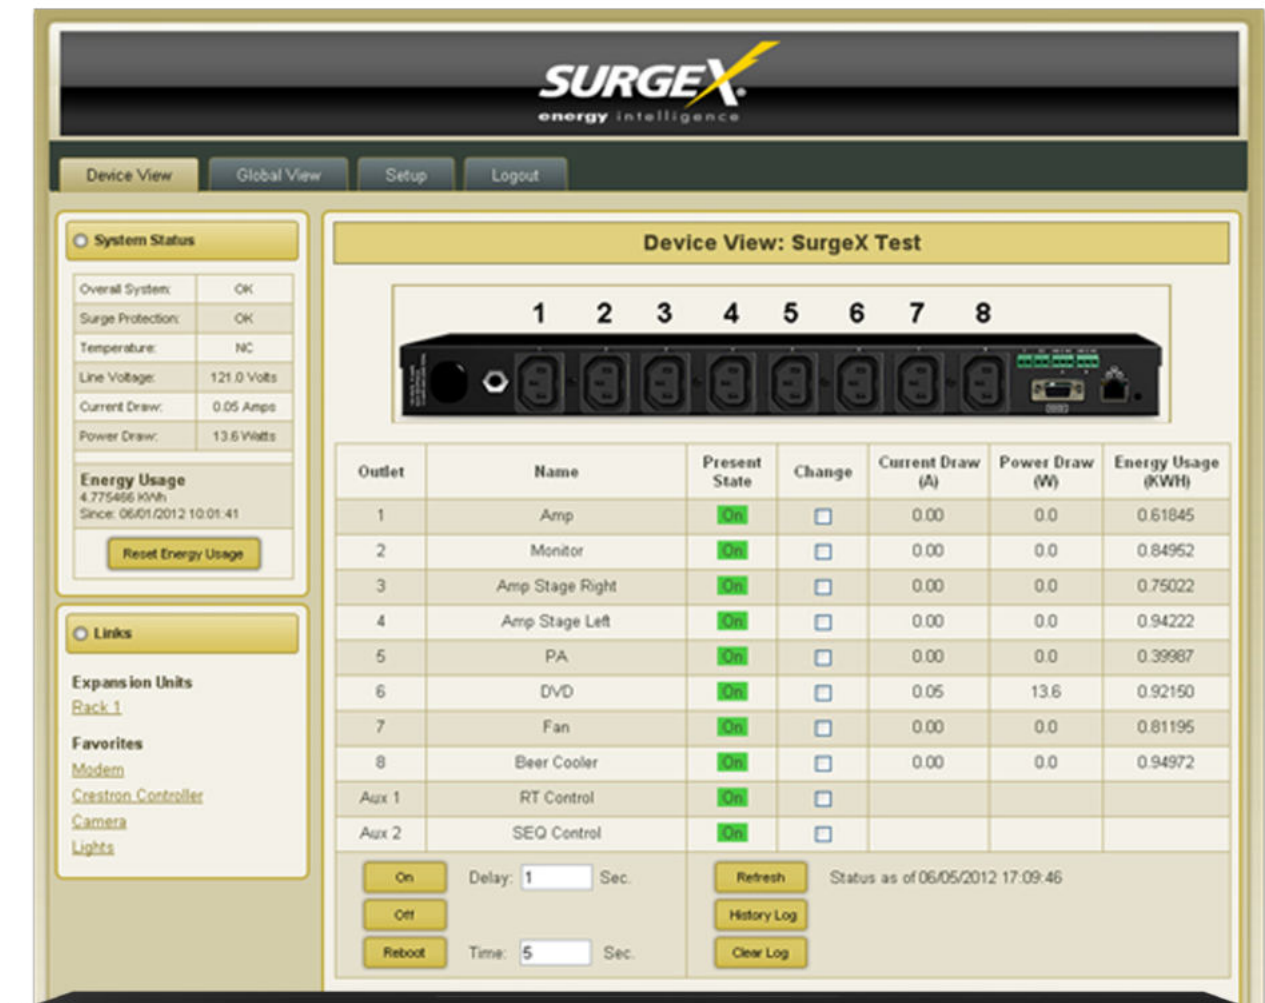 SURGEX
energy intelligence
Device View Global View Setup Logout
System Status
Overall System: OK
Surge Protection: OK
Temperature: NC
Line Voltage: 121.0 Volts
Current Draw: 0.05 Amps
Power Draw: 13.6 Watts
Energy Usage
4.775466 KWh
Since: 06/01/2012 10:01:41
Reset Energy Usage
Links
Expansion Units
Rack 1
Favorites
Modem
Crestron Controller
Camera
Lights
Device View: SurgeX Test
1 2 3 4 5 6 7 8
Outlet Name Present State Change Current Draw (A) Power Draw (W) Energy Usage (KWH)
1 Amp On 0.00 0.0 0.61845
2 Monitor On 0.00 0.0 0.84952
3 Amp Stage Right On 0.00 0.0 0.75022
4 Amp Stage Left On 0.00 0.0 0.94222
5 PA On 0.00 0.0 0.39987
6 DVD On 0.05 13.6 0.92150
7 Fan On 0.00 0.0 0.81195
8 Beer Cooler On 0.00 0.0 0.94972
Aux 1 RT Control On
Aux 2 SEQ Control On
On Delay: 1 Sec. Refresh Status as of 06/05/2012 17:09:46
Off History Log
Reboot Time: 5 Sec. Clear Log